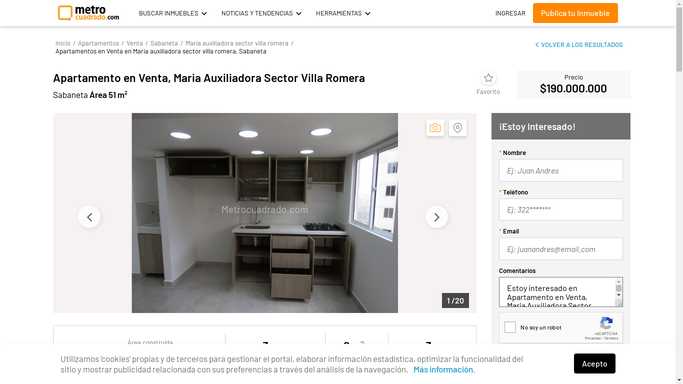 metro
cuadrado.com
BUSCAR INMUEBLES
NOTICIAS Y TENDENCIAS
HERRAMIENTAS
INGRESAR
Publica tu Inmueble
Inicio / Apartamentos / Venta / Sabaneta / Maria auxiliadora sector villa romera /
Apartamentos en Venta en Maria auxiliadora sector villa romera, Sabaneta
VOLVER A LOS RESULTADOS
Apartamento en Venta, Maria Auxiliadora Sector Villa Romera
Sabaneta Área 51 m²
Favorito
Precio
$190.000.000
Metrocuadrado.com
1 / 20
¡Estoy Interesado!
* Nombre
Ej: Juan Andres
* Teléfono
Ej: 322*******
* Email
Ej: juanandres@email.com
Comentarios
Estoy interesado en
Apartamento en Venta,
Maria Auxiliadora Sector
No soy un robot
reCAPTCHA
Privacidad - Términos
Área construida
Utilizamos 'cookies' propias y de terceros para gestionar el portal, elaborar información estadística, optimizar la funcionalidad del
sitio y mostrar publicidad relacionada con sus preferencias a través del análisis de la navegación. Más información.
Acepto